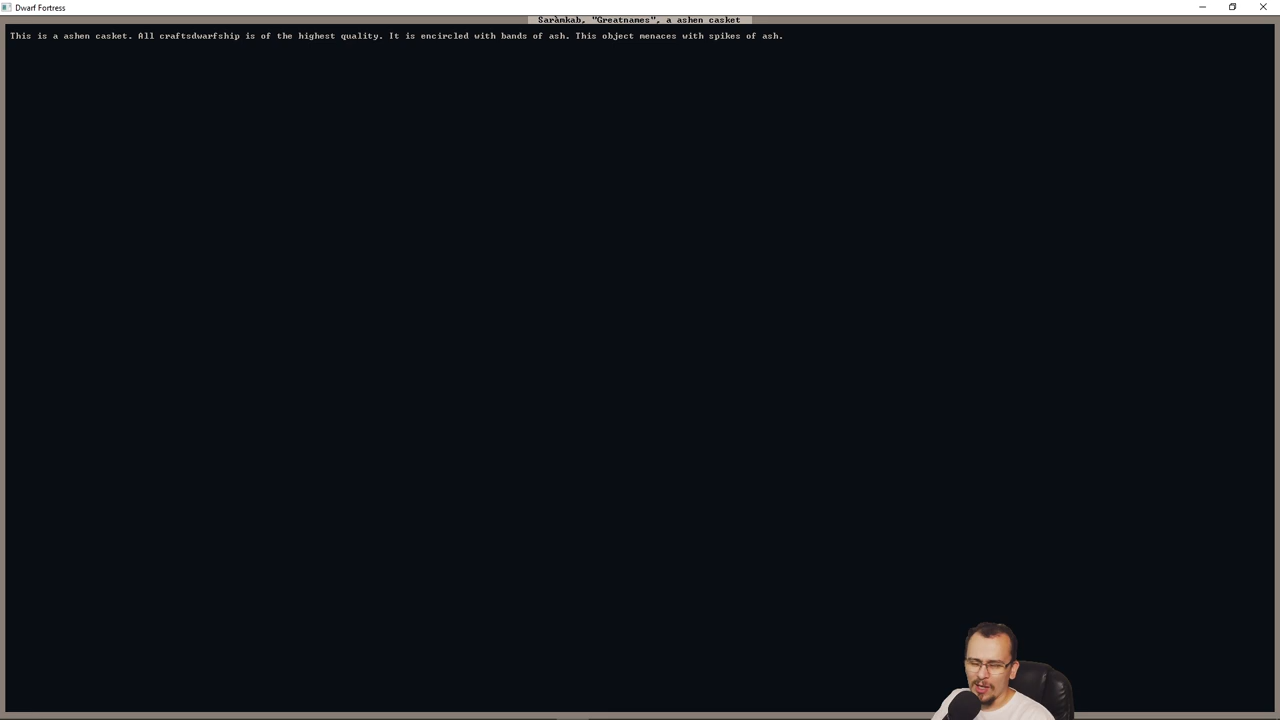 Dwarf Fortress
Saràmkab, "Greatnames", a ashen casket
This is a ashen casket. All craftsdwarfship is of the highest quality. It is encircled with bands of ash. This object menaces with spikes of ash.